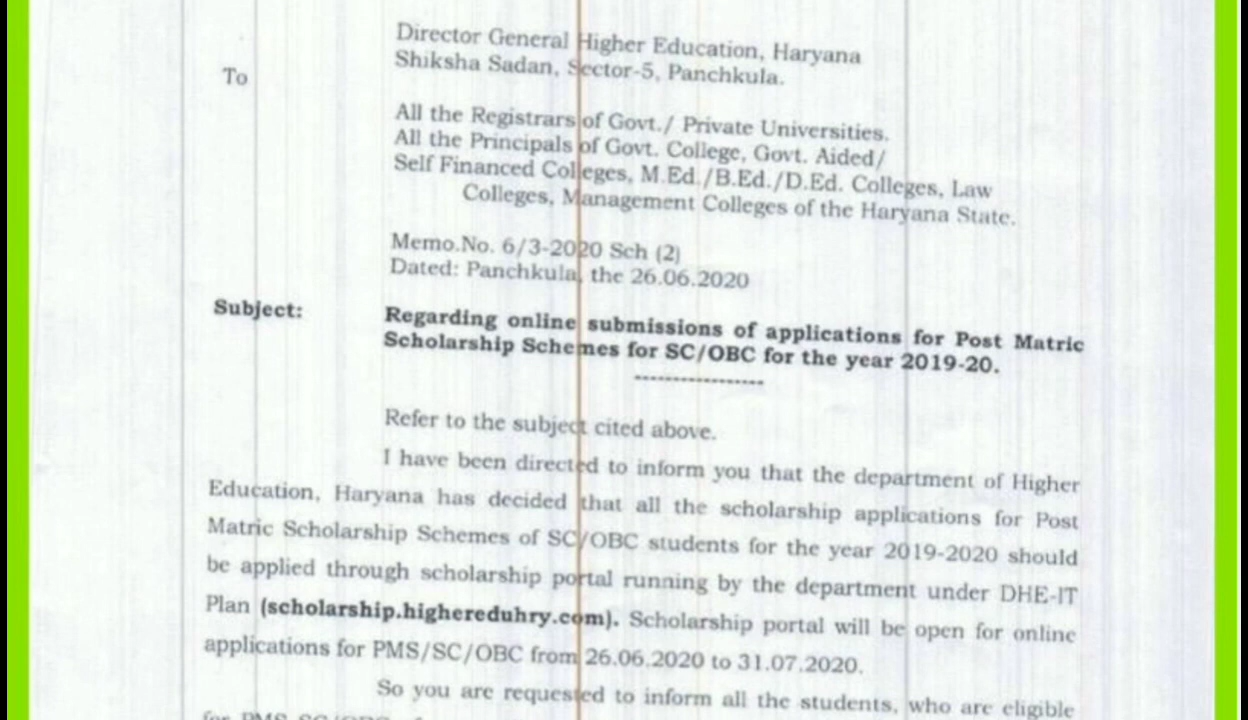 Director General Higher Education, Haryana
Shiksha Sadan, Sector-5, Panchkula.
To
All the Registrars of Govt./ Private Universities.
All the Principals of Govt. College, Govt. Aided/
Self Financed Colleges, M.Ed./B.Ed./D.Ed. Colleges, Law
Colleges, Management Colleges of the Haryana State.
Memo.No. 6/3-2020 Sch (2)
Dated: Panchkula, the 26.06.2020
Subject: Regarding online submissions of applications for Post Matric
Scholarship Schemes for SC/OBC for the year 2019-20.
-----------------
Refer to the subject cited above.
I have been directed to inform you that the department of Higher
Education, Haryana has decided that all the scholarship applications for Post
Matric Scholarship Schemes of SC/OBC students for the year 2019-2020 should
be applied through scholarship portal running by the department under DHE-IT
Plan (scholarship.highereduhry.com). Scholarship portal will be open for online
applications for PMS/SC/OBC from 26.06.2020 to 31.07.2020.
So you are requested to inform all the students, who are eligible
for PMS